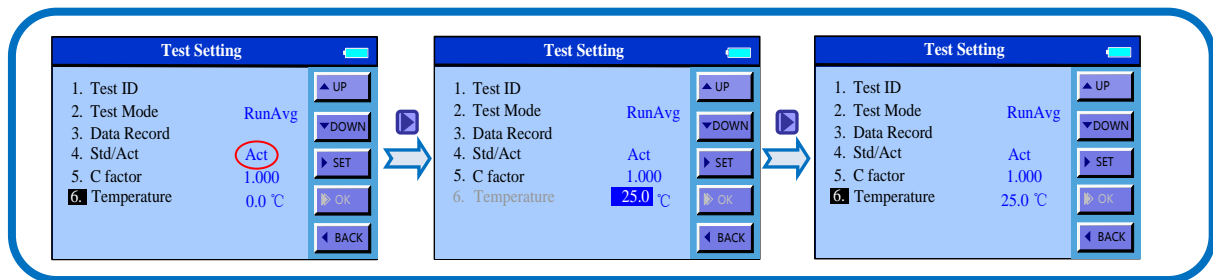 Test Setting
1. Test ID
2. Test Mode RunAvg
3. Data Record
4. Std/Act Act
5. C factor 1.000
6. Temperature 0.0 ℃
UP
DOWN
SET
OK
BACK
Test Setting
1. Test ID
2. Test Mode RunAvg
3. Data Record
4. Std/Act Act
5. C factor 1.000
6. Temperature 25.0 ℃
UP
DOWN
SET
OK
BACK
Test Setting
1. Test ID
2. Test Mode RunAvg
3. Data Record
4. Std/Act Act
5. C factor 1.000
6. Temperature 25.0 ℃
UP
DOWN
SET
OK
BACK